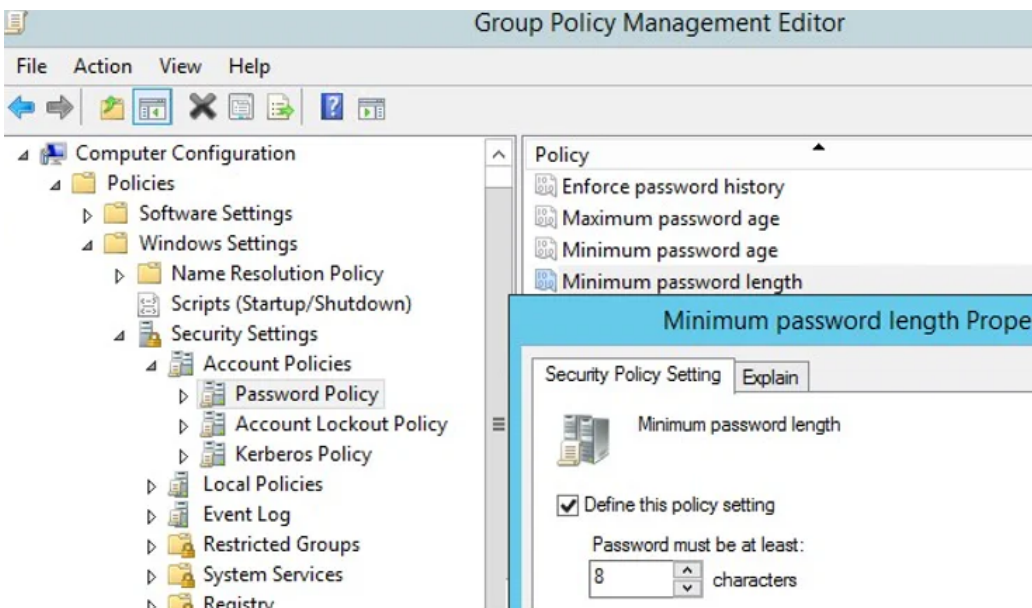 Group Policy Management Editor
File Action View Help
Computer Configuration
Policies
Software Settings
Windows Settings
Name Resolution Policy
Scripts (Startup/Shutdown)
Security Settings
Account Policies
Password Policy
Account Lockout Policy
Kerberos Policy
Local Policies
Event Log
Restricted Groups
System Services
Registry
Policy
Enforce password history
Maximum password age
Minimum password age
Minimum password length
Minimum password length Prope
Security Policy Setting Explain
Minimum password length
Define this policy setting
Password must be at least:
8 characters